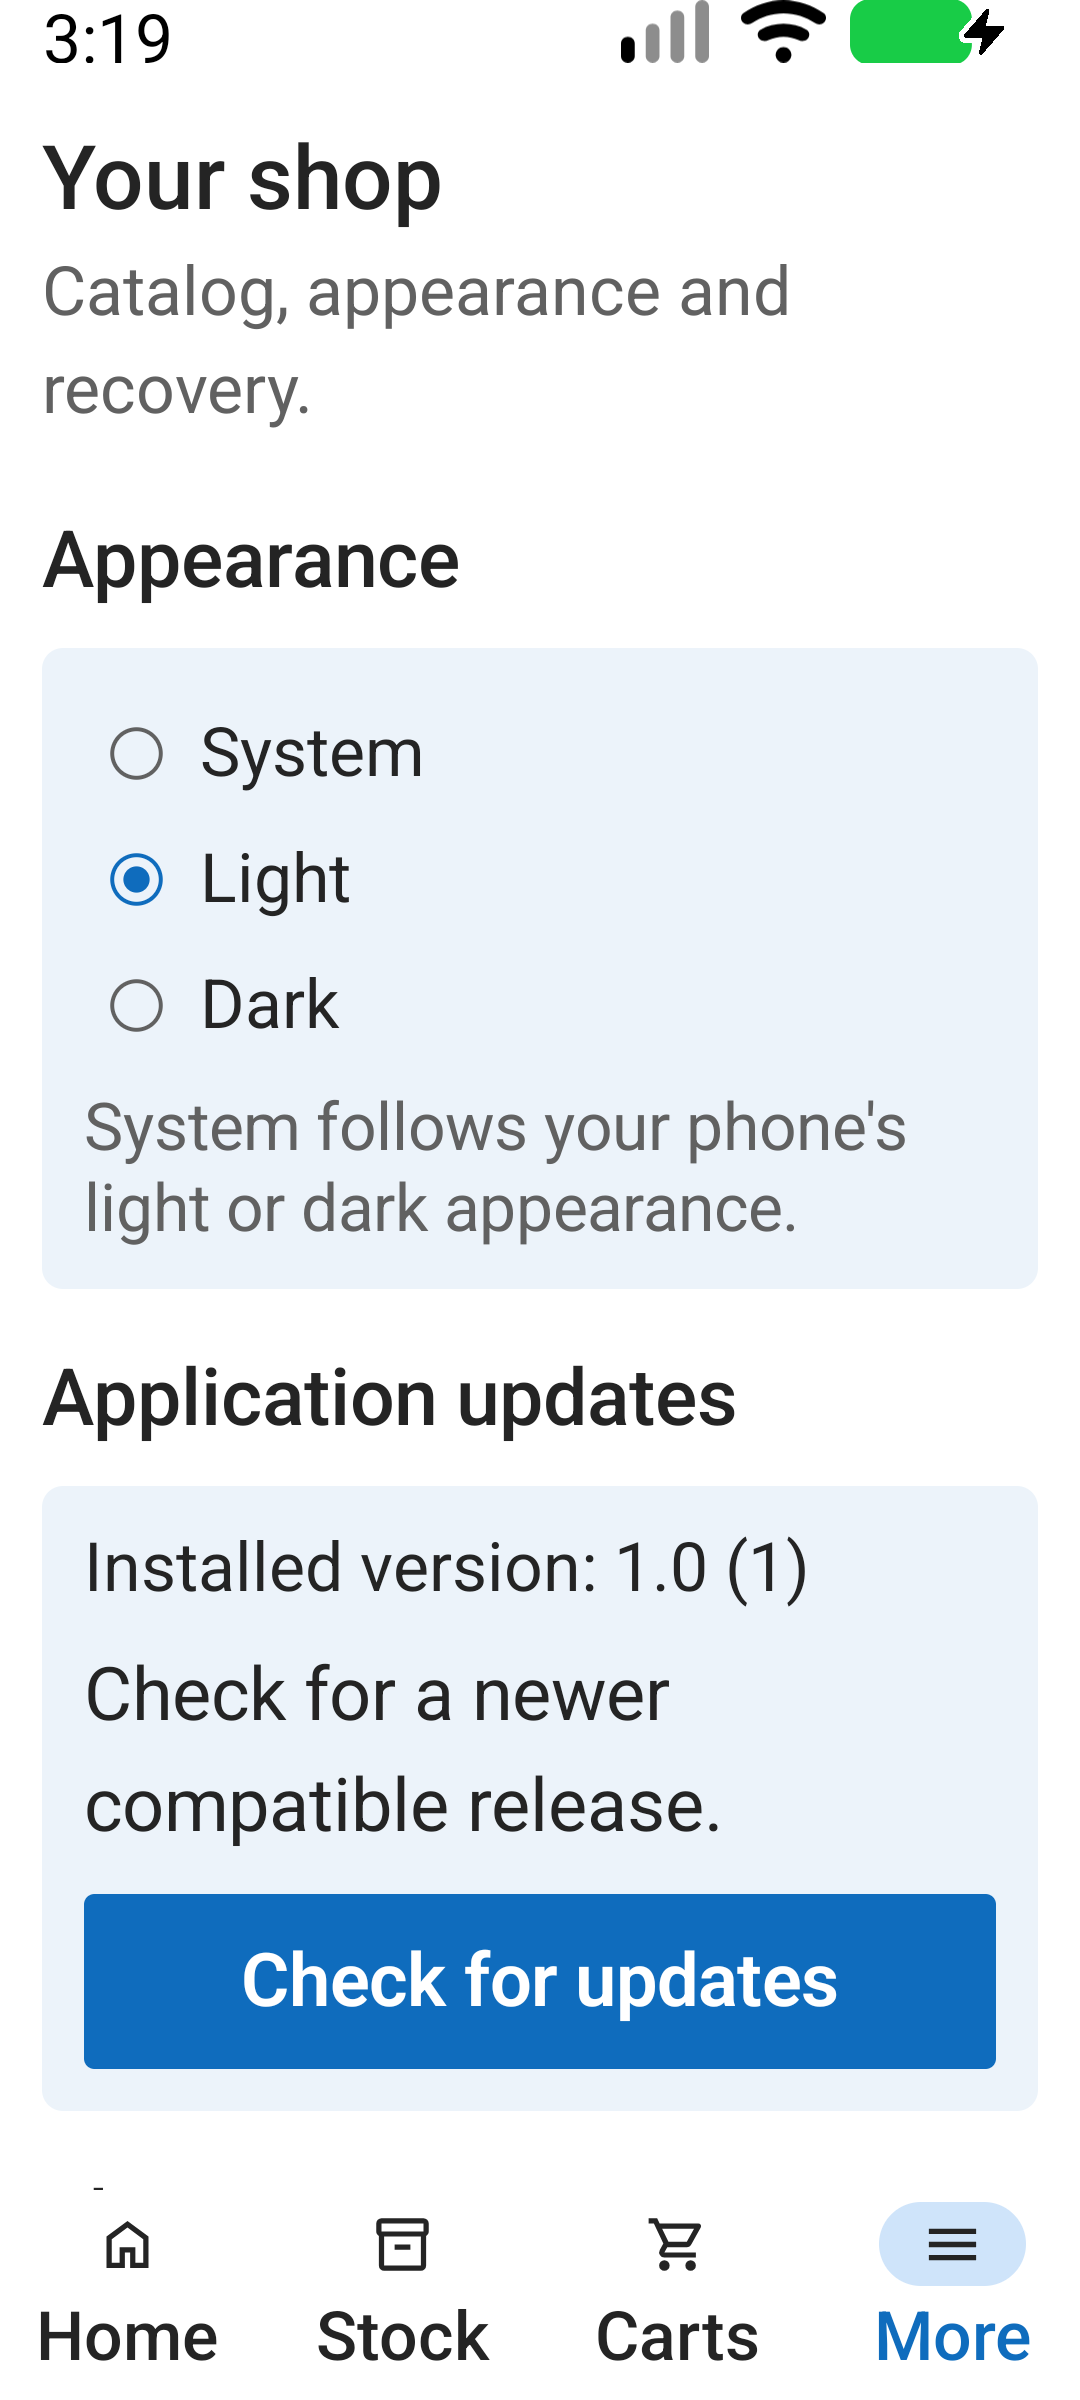 3:19
Your shop
Catalog, appearance and
recovery.
Appearance
System
Light
Dark
System follows your phone's
light or dark appearance.
Application updates
Installed version: 1.0 (1)
Check for a newer
compatible release.
Check for updates
Home
Stock
Carts
More